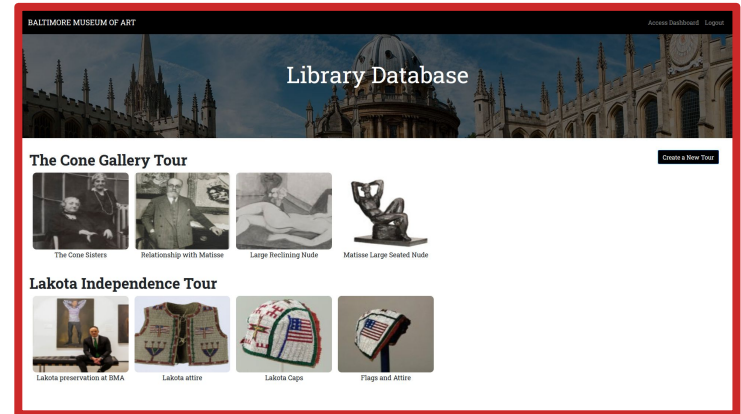 BALTIMORE MUSEUM OF ART
Access Dashboard Logout
Library Database
The Cone Gallery Tour
Create a New Tour
The Cone Sisters
Relationship with Matisse
Large Reclining Nude
Matisse Large Seated Nude
Lakota Independence Tour
Lakota preservation at BMA
Lakota attire
Lakota Caps
Flags and Attire